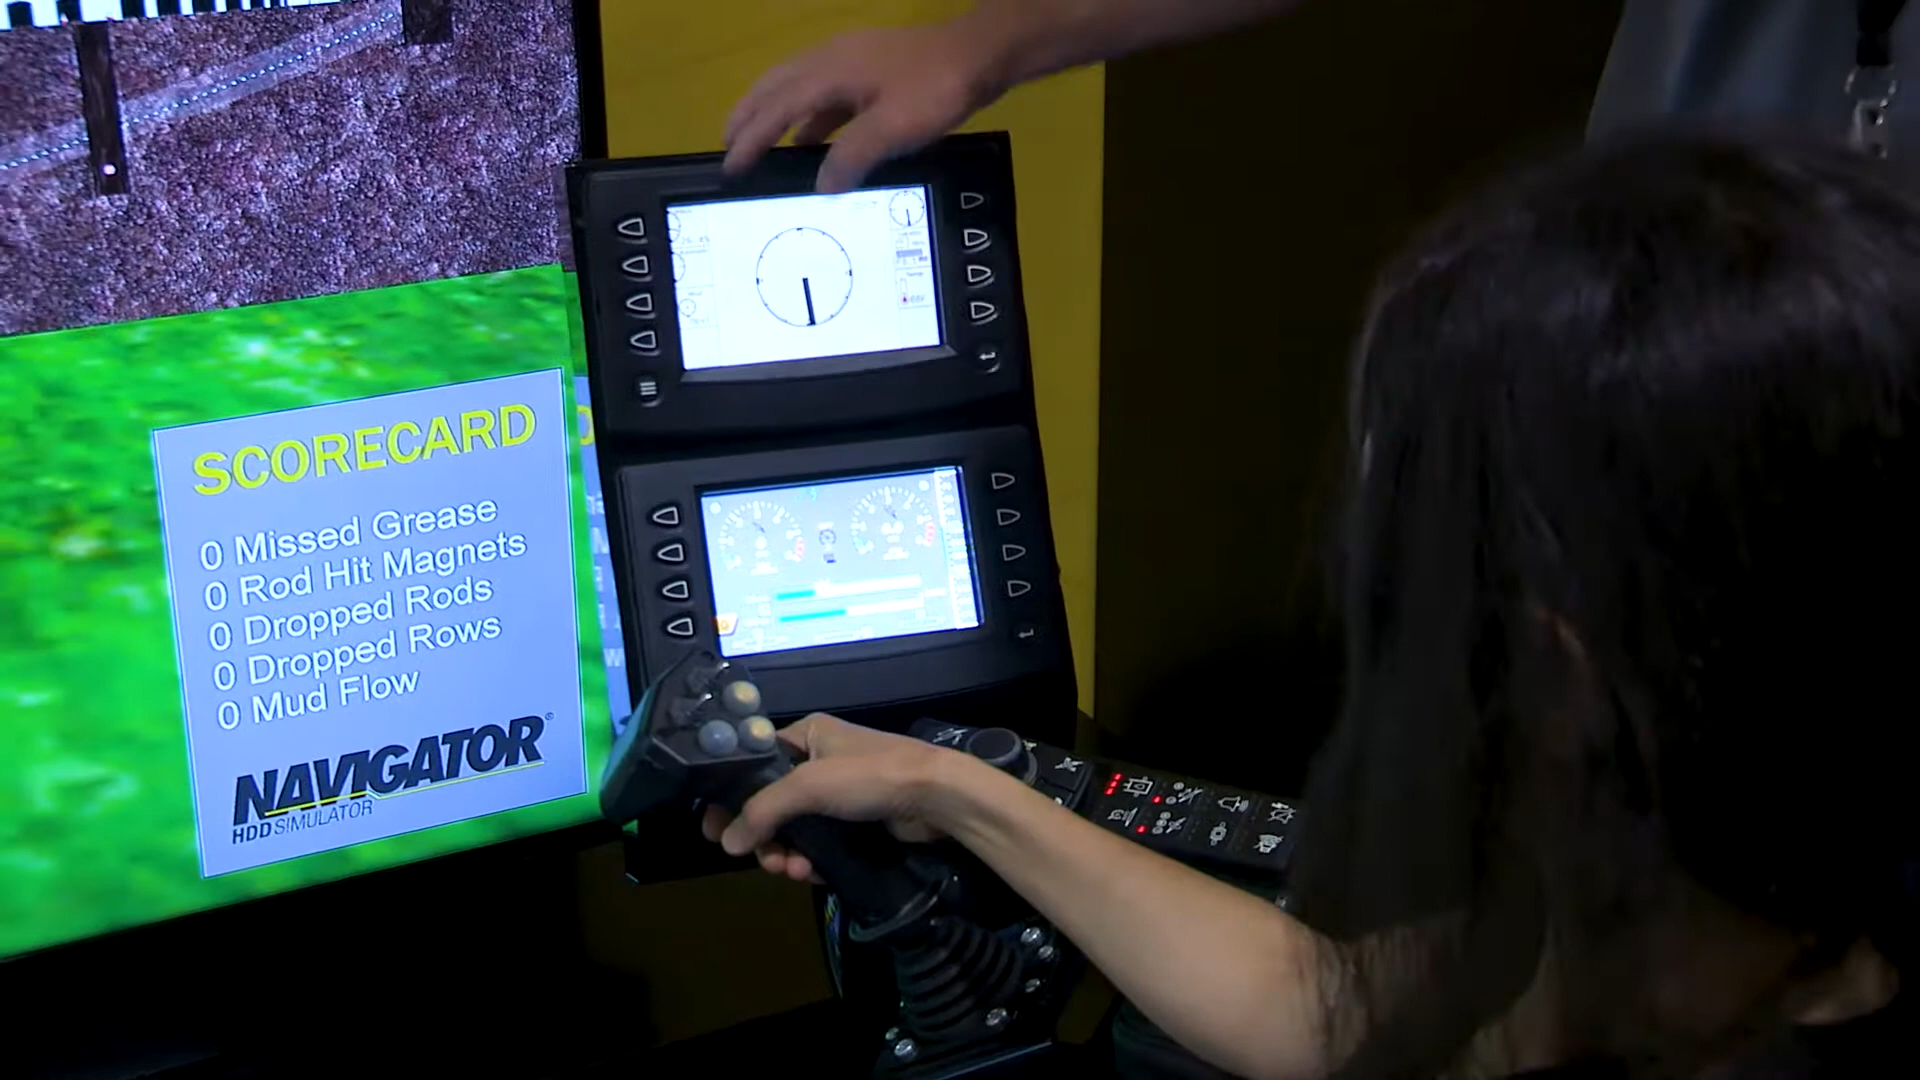 SCORECARD
0 Missed Grease
0 Rod Hit Magnets
0 Dropped Rods
0 Dropped Rows
0 Mud Flow
NAVIGATOR®
HDD SIMULATOR